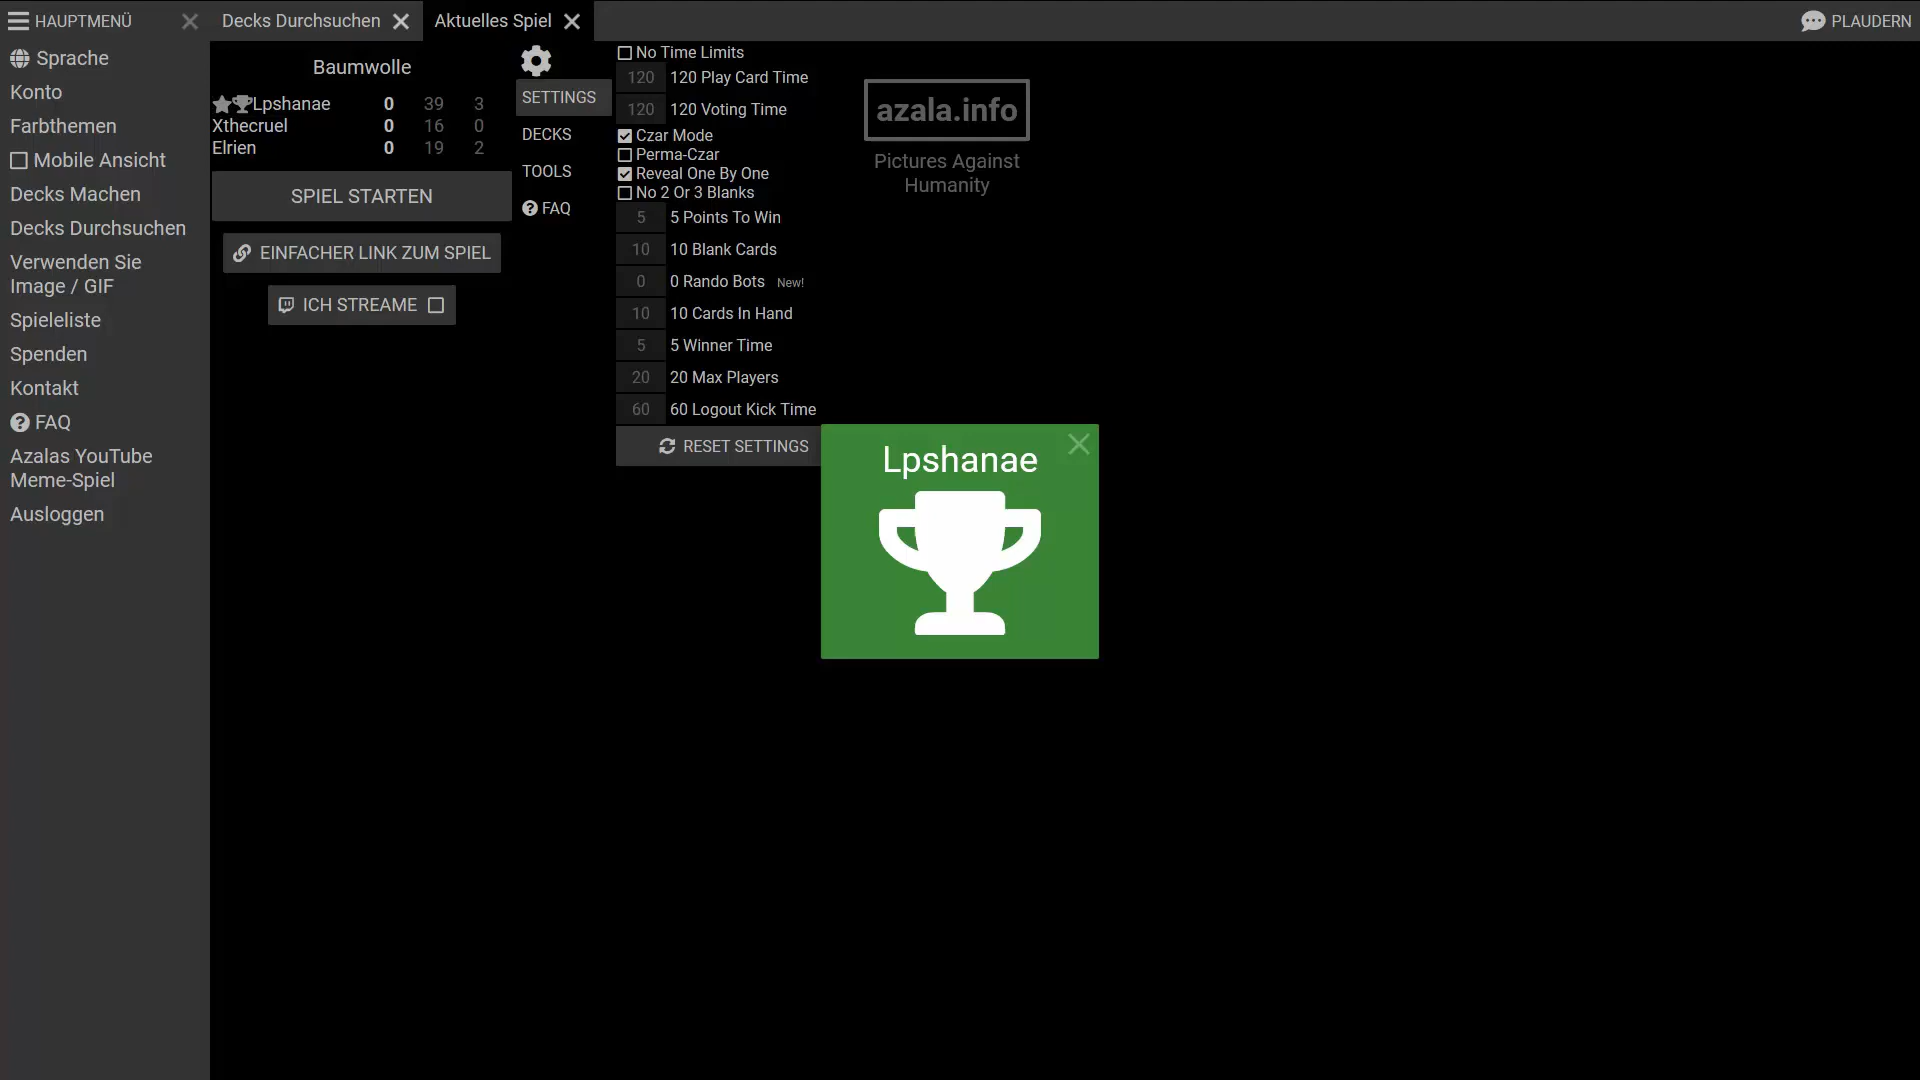 HAUPTMENÜ
Decks Durchsuchen
Aktuelles Spiel
PLAUDERN
Sprache
Konto
Farbthemen
Mobile Ansicht
Decks Machen
Decks Durchsuchen
Verwenden Sie
Image / GIF
Spieleliste
Spenden
Kontakt
FAQ
Azalas YouTube
Meme-Spiel
Ausloggen
Baumwolle
Lpshanae 0 39 3
Xthecruel 0 16 0
Elrien 0 19 2
SPIEL STARTEN
EINFACHER LINK ZUM SPIEL
ICH STREAME
SETTINGS
DECKS
TOOLS
FAQ
No Time Limits
120 120 Play Card Time
120 120 Voting Time
Czar Mode
Perma-Czar
Reveal One By One
No 2 Or 3 Blanks
5 5 Points To Win
10 10 Blank Cards
0 0 Rando Bots New!
10 10 Cards In Hand
5 5 Winner Time
20 20 Max Players
60 60 Logout Kick Time
RESET SETTINGS
azala.info
Pictures Against
Humanity
Lpshanae